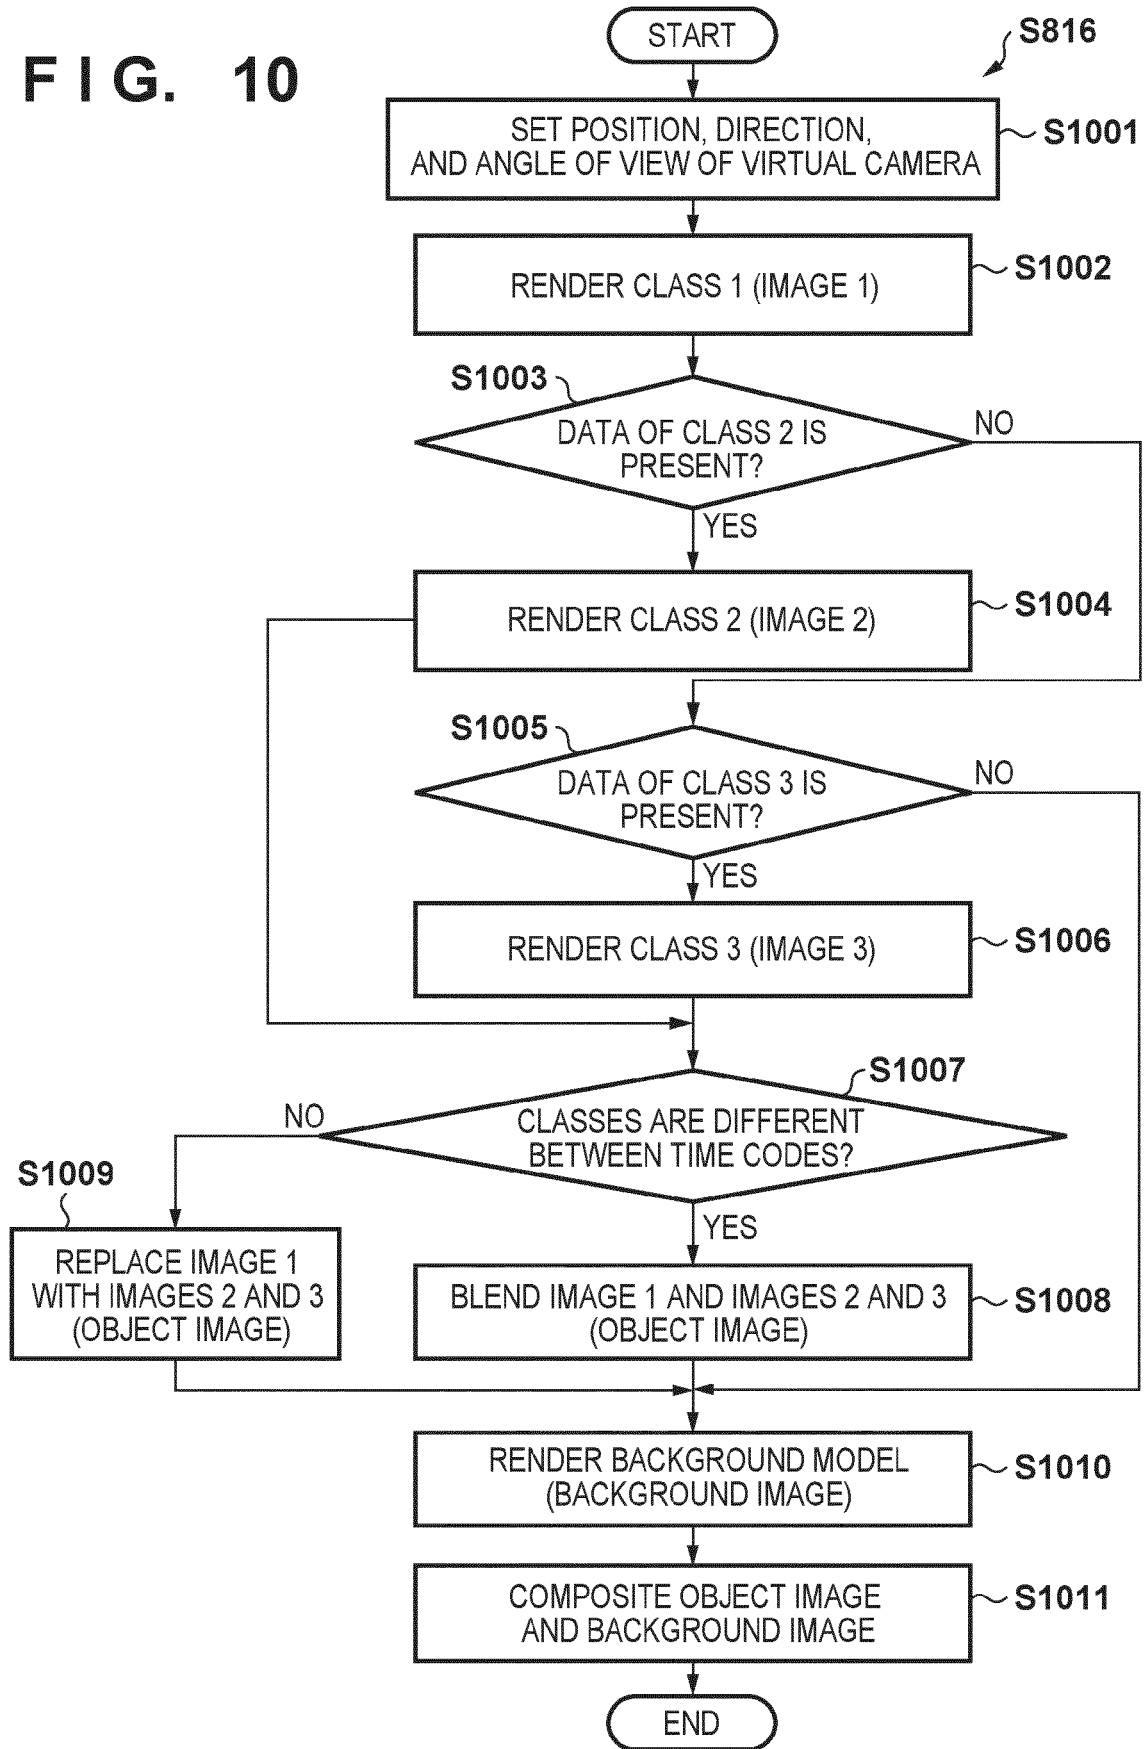 FIG. 10
START
S816
SET POSITION, DIRECTION,
AND ANGLE OF VIEW OF VIRTUAL CAMERA
S1001
RENDER CLASS 1 (IMAGE 1)
S1002
S1003
DATA OF CLASS 2 IS
PRESENT?
NO
YES
RENDER CLASS 2 (IMAGE 2)
S1004
S1005
DATA OF CLASS 3 IS
PRESENT?
NO
YES
RENDER CLASS 3 (IMAGE 3)
S1006
S1007
CLASSES ARE DIFFERENT
BETWEEN TIME CODES?
NO
YES
S1009
REPLACE IMAGE 1
WITH IMAGES 2 AND 3
(OBJECT IMAGE)
BLEND IMAGE 1 AND IMAGES 2 AND 3
(OBJECT IMAGE)
S1008
RENDER BACKGROUND MODEL
(BACKGROUND IMAGE)
S1010
COMPOSITE OBJECT IMAGE
AND BACKGROUND IMAGE
S1011
END